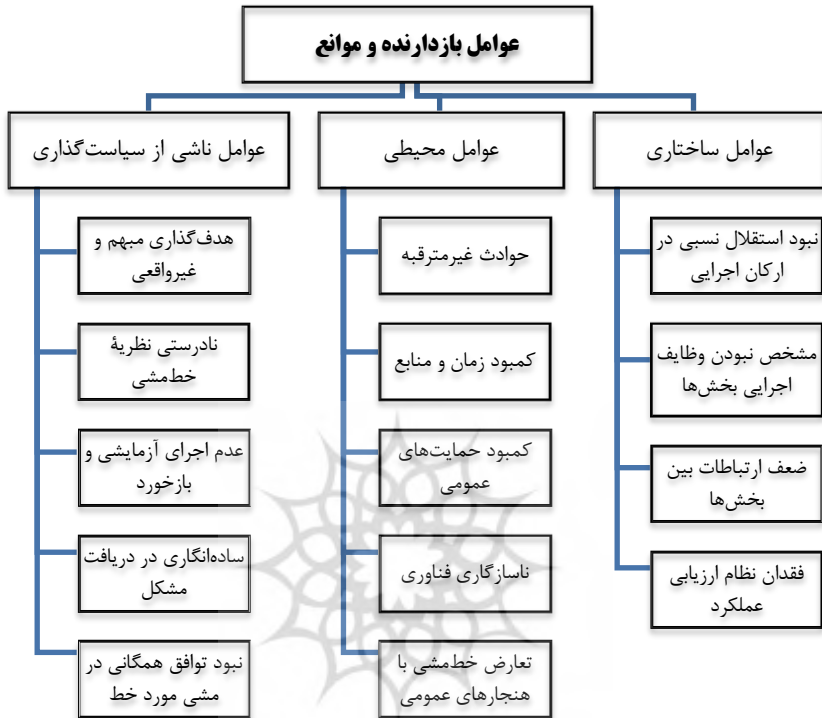 عوامل بازدارنده و موانع
عوامل ساختاری
نبود استقلال نسبی در
ارکان اجرایی
مشخص نبودن وظایف
اجرایی بخش‌ها
ضعف ارتباطات بین
بخش‌ها
فقدان نظام ارزیابی
عملکرد
عوامل محیطی
حوادث غیرمترقبه
کمبود زمان و منابع
کمبود حمایت‌های
عمومی
ناسازگاری فناوری
تعارض خط‌مشی با
هنجارهای عمومی
عوامل ناشی از سیاست‌گذاری
هدف‌گذاری مبهم و
غیرواقعی
نادرستی نظریۀ
خط‌مشی
عدم اجرای آزمایشی و
بازخورد
ساده‌انگاری در دریافت
مشکل
نبود توافق همگانی در
مشی مورد خط